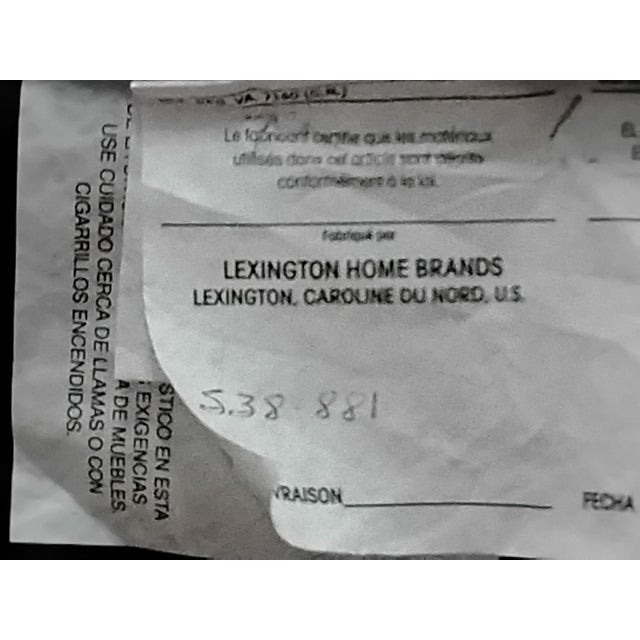 VA
Le fabricant certifie que les matériaux
utilisés dans cet article sont décrits
conformément à la loi.
Fabriqué par
LEXINGTON HOME BRANDS
LEXINGTON, CAROLINE DU NORD, U.S.
5.38 881
VRAISON
FECHA
USE CUIDADO CERCA DE LLAMAS O CON
CIGARRILLOS ENCENDIDOS.
STICO EN ESTA
EXIGENCIAS
A DE MUEBLES